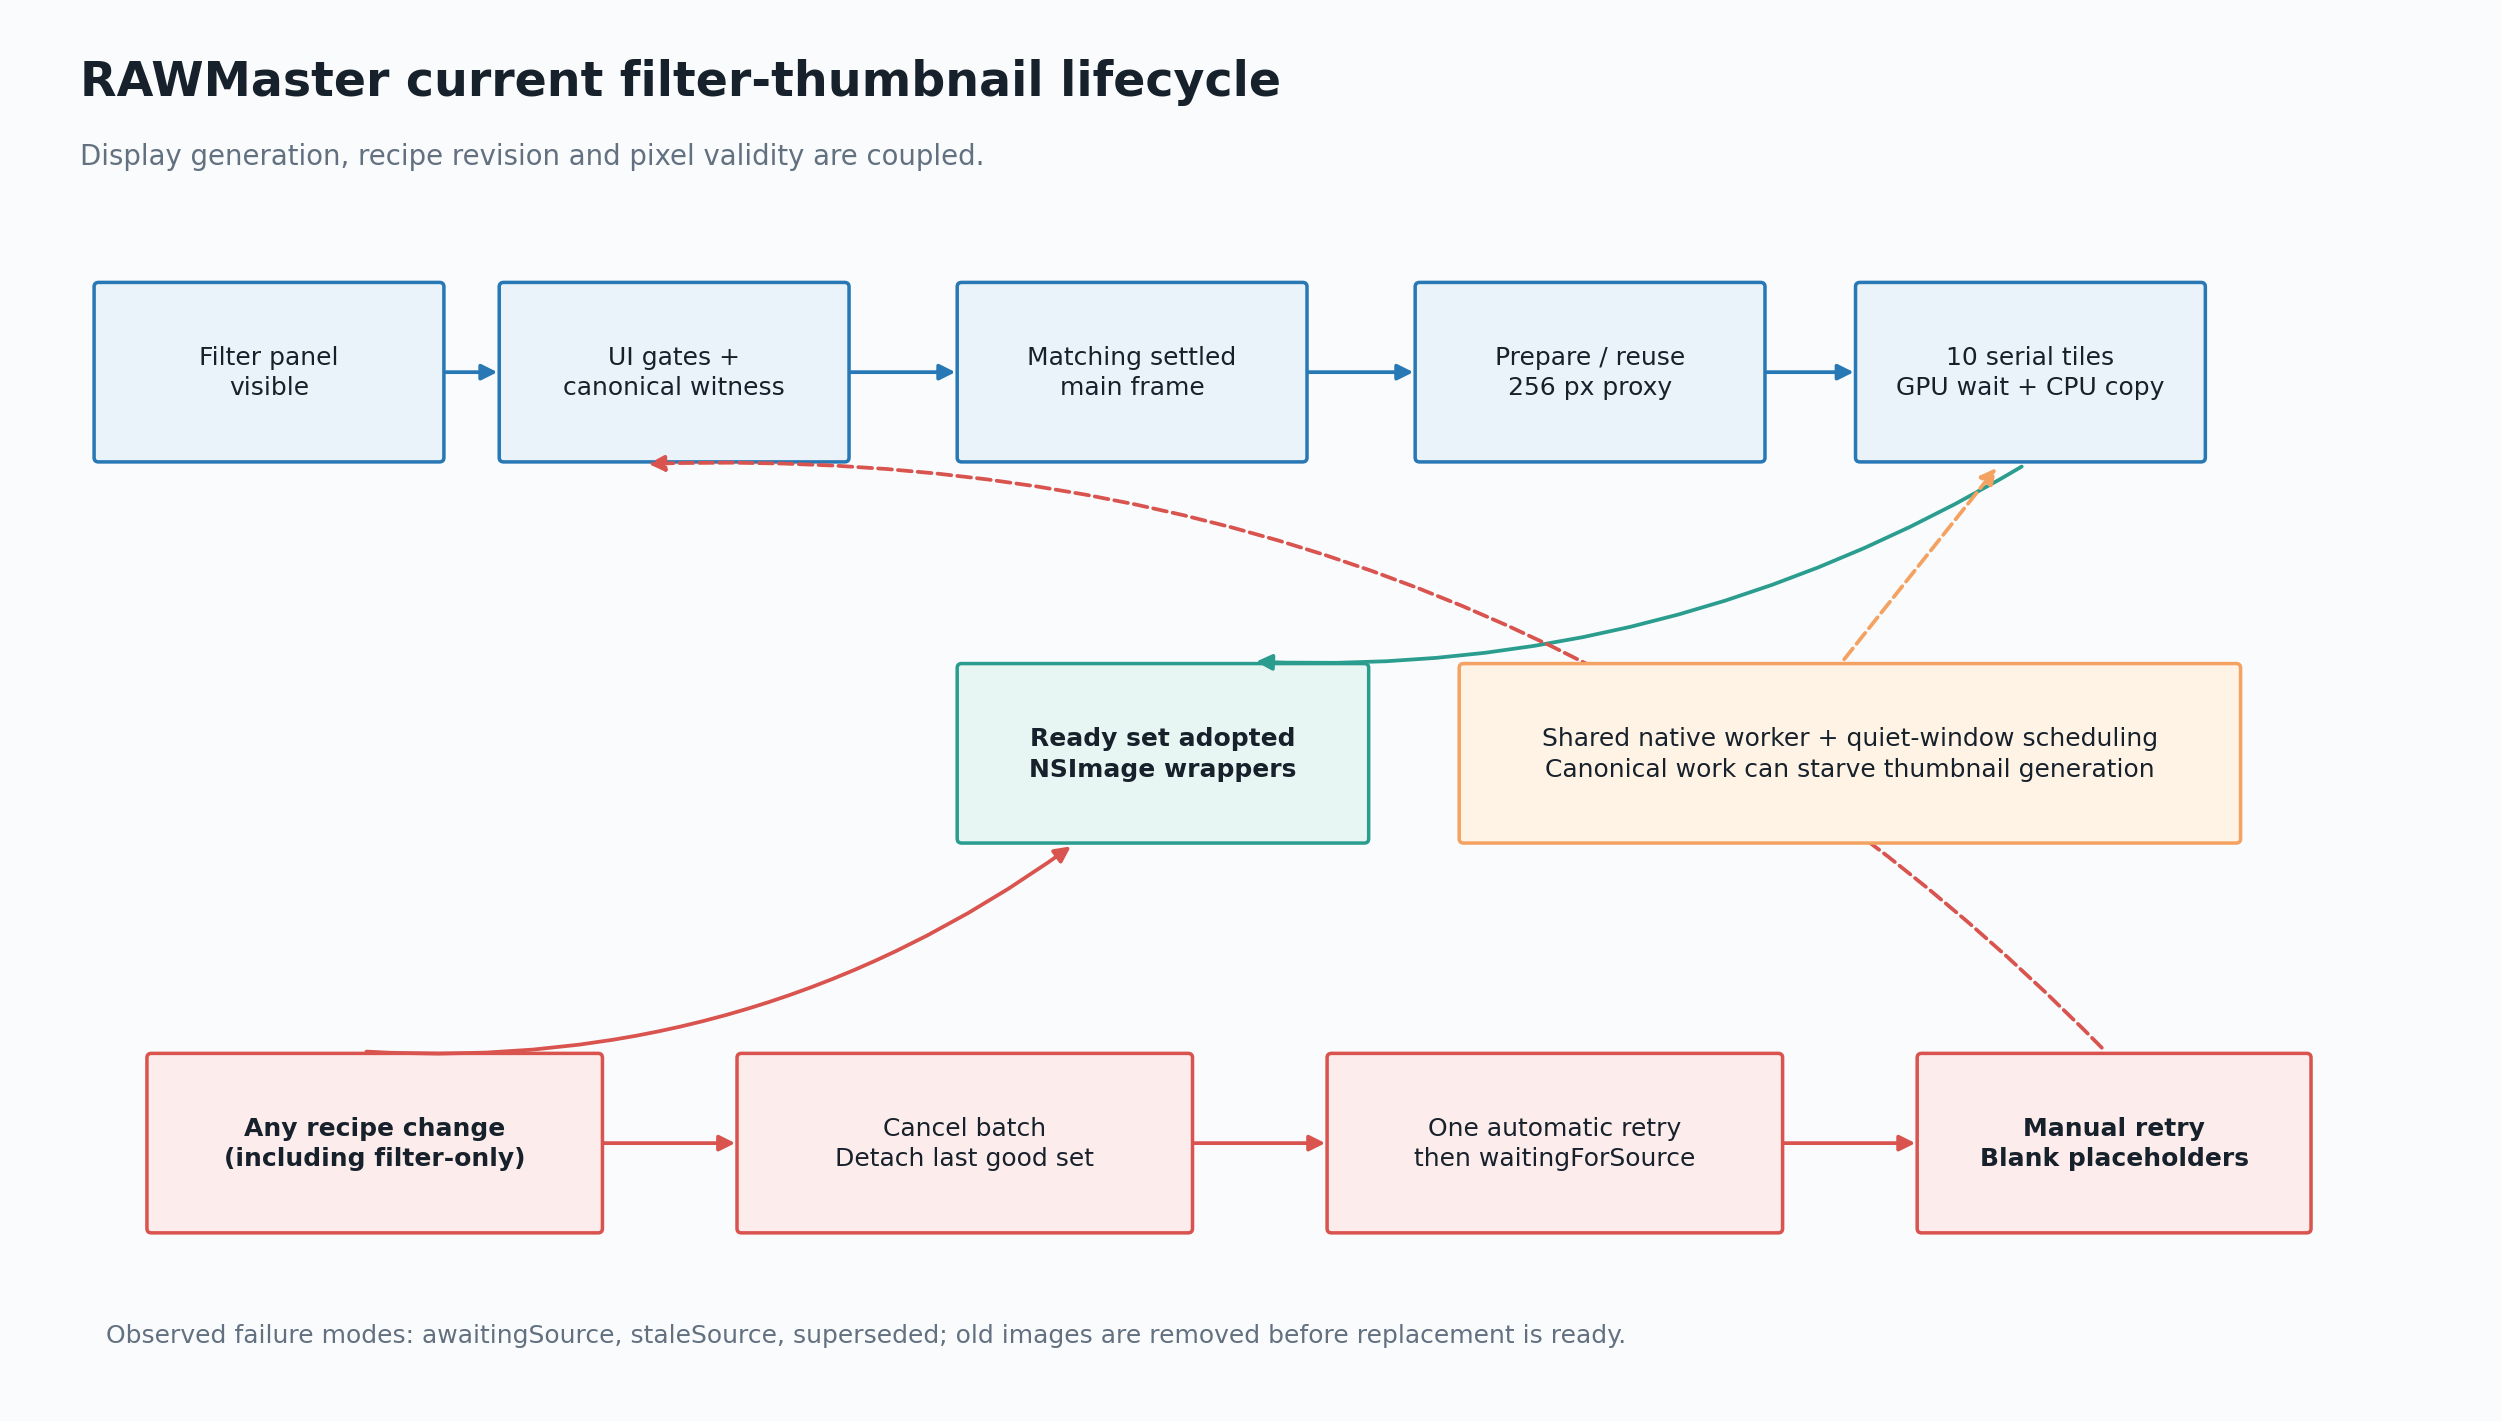 RAWMaster current filter-thumbnail lifecycle
Display generation, recipe revision and pixel validity are coupled.
Filter panel
visible
UI gates +
canonical witness
Matching settled
main frame
Prepare / reuse
256 px proxy
10 serial tiles
GPU wait + CPU copy
Ready set adopted
NSImage wrappers
Shared native worker + quiet-window scheduling
Canonical work can starve thumbnail generation
Any recipe change
(including filter-only)
Cancel batch
Detach last good set
One automatic retry
then waitingForSource
Manual retry
Blank placeholders
Observed failure modes: awaitingSource, staleSource, superseded; old images are removed before replacement is ready.